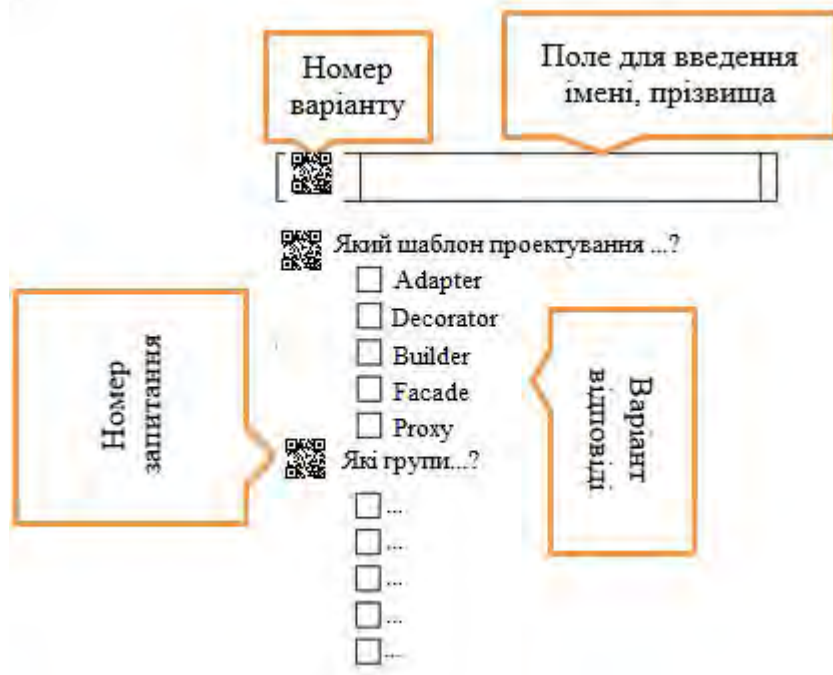 Номер
варіанту
Поле для введення
імені, прізвища
Який шаблон проектування ...?
Adapter
Decorator
Builder
Facade
Proxy
Номер
запитання
Варіант
відповіді
Які групи...?
...
...
...
...
...